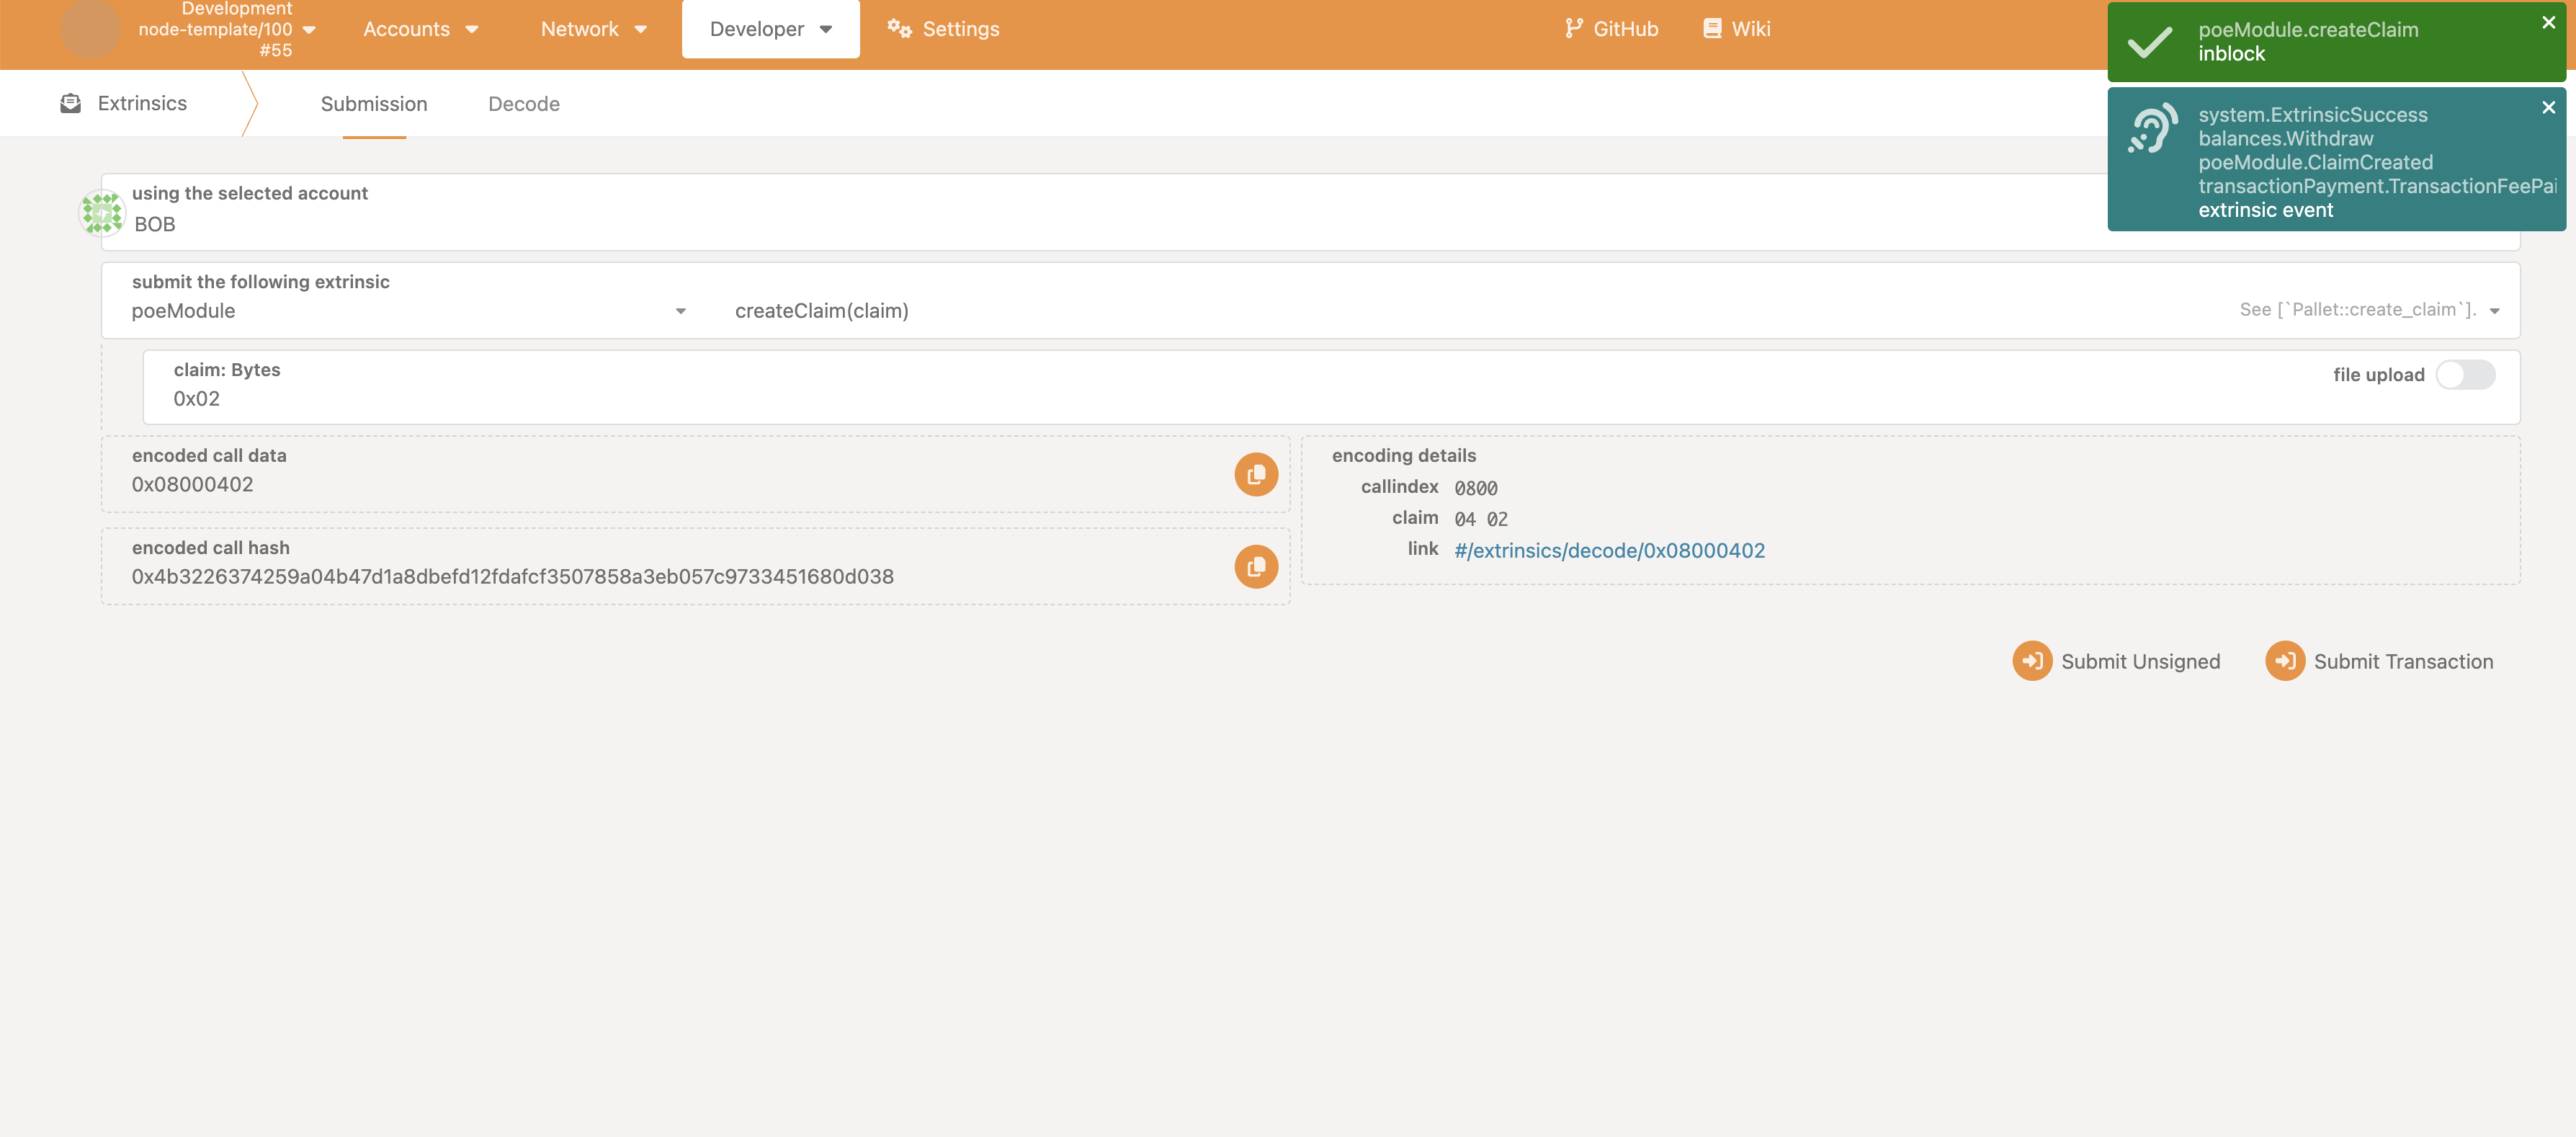 Development
node-template/100
#55
Accounts
Network
Developer
Settings
GitHub
Wiki
poeModule.createClaim
inblock
system.ExtrinsicSuccess
balances.Withdraw
poeModule.ClaimCreated
transactionPayment.TransactionFeePai
extrinsic event
Extrinsics
Submission
Decode
using the selected account
BOB
submit the following extrinsic
poeModule
createClaim(claim)
See [`Pallet::create_claim`].
claim: Bytes
0x02
file upload
encoded call data
0x08000402
encoded call hash
0x4b3226374259a04b47d1a8dbefd12fdafcf3507858a3eb057c9733451680d038
encoding details
callindex 0800
claim 04 02
link #/extrinsics/decode/0x08000402
Submit Unsigned
Submit Transaction